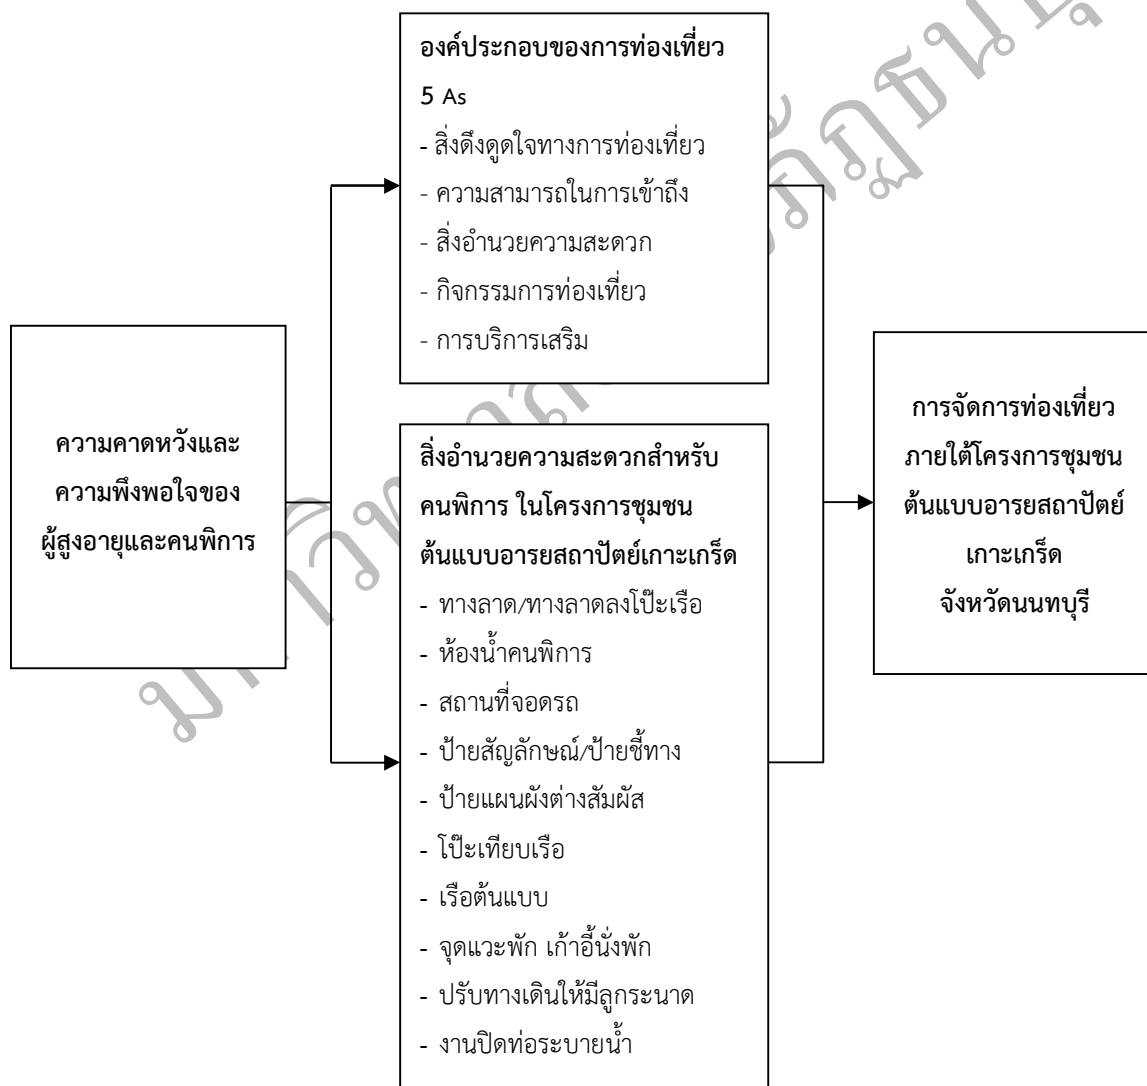 องค์ประกอบของการท่องเที่ยว
5 As
- สิ่งดึงดูดใจทางการท่องเที่ยว
- ความสามารถในการเข้าถึง
- สิ่งอำนวยความสะดวก
- กิจกรรมการท่องเที่ยว
- การบริการเสริม
ความคาดหวังและ
ความพึงพอใจของ
ผู้สูงอายุและคนพิการ
สิ่งอำนวยความสะดวกสำหรับ
คนพิการ ในโครงการชุมชน
ต้นแบบอารยสถาปัตย์เกาะเกร็ด
- ทางลาด/ทางลาดลงโป๊ะเรือ
- ห้องน้ำคนพิการ
- สถานที่จอดรถ
- ป้ายสัญลักษณ์/ป้ายชี้ทาง
- ป้ายแผนผังต่างสัมผัส
- โป๊ะเทียบเรือ
- เรือต้นแบบ
- จุดแวะพัก เก้าอี้นั่งพัก
- ปรับทางเดินให้มีลูกระนาด
- งานปิดท่อระบายน้ำ
การจัดการท่องเที่ยว
ภายใต้โครงการชุมชน
ต้นแบบอารยสถาปัตย์
เกาะเกร็ด
จังหวัดนนทบุรี